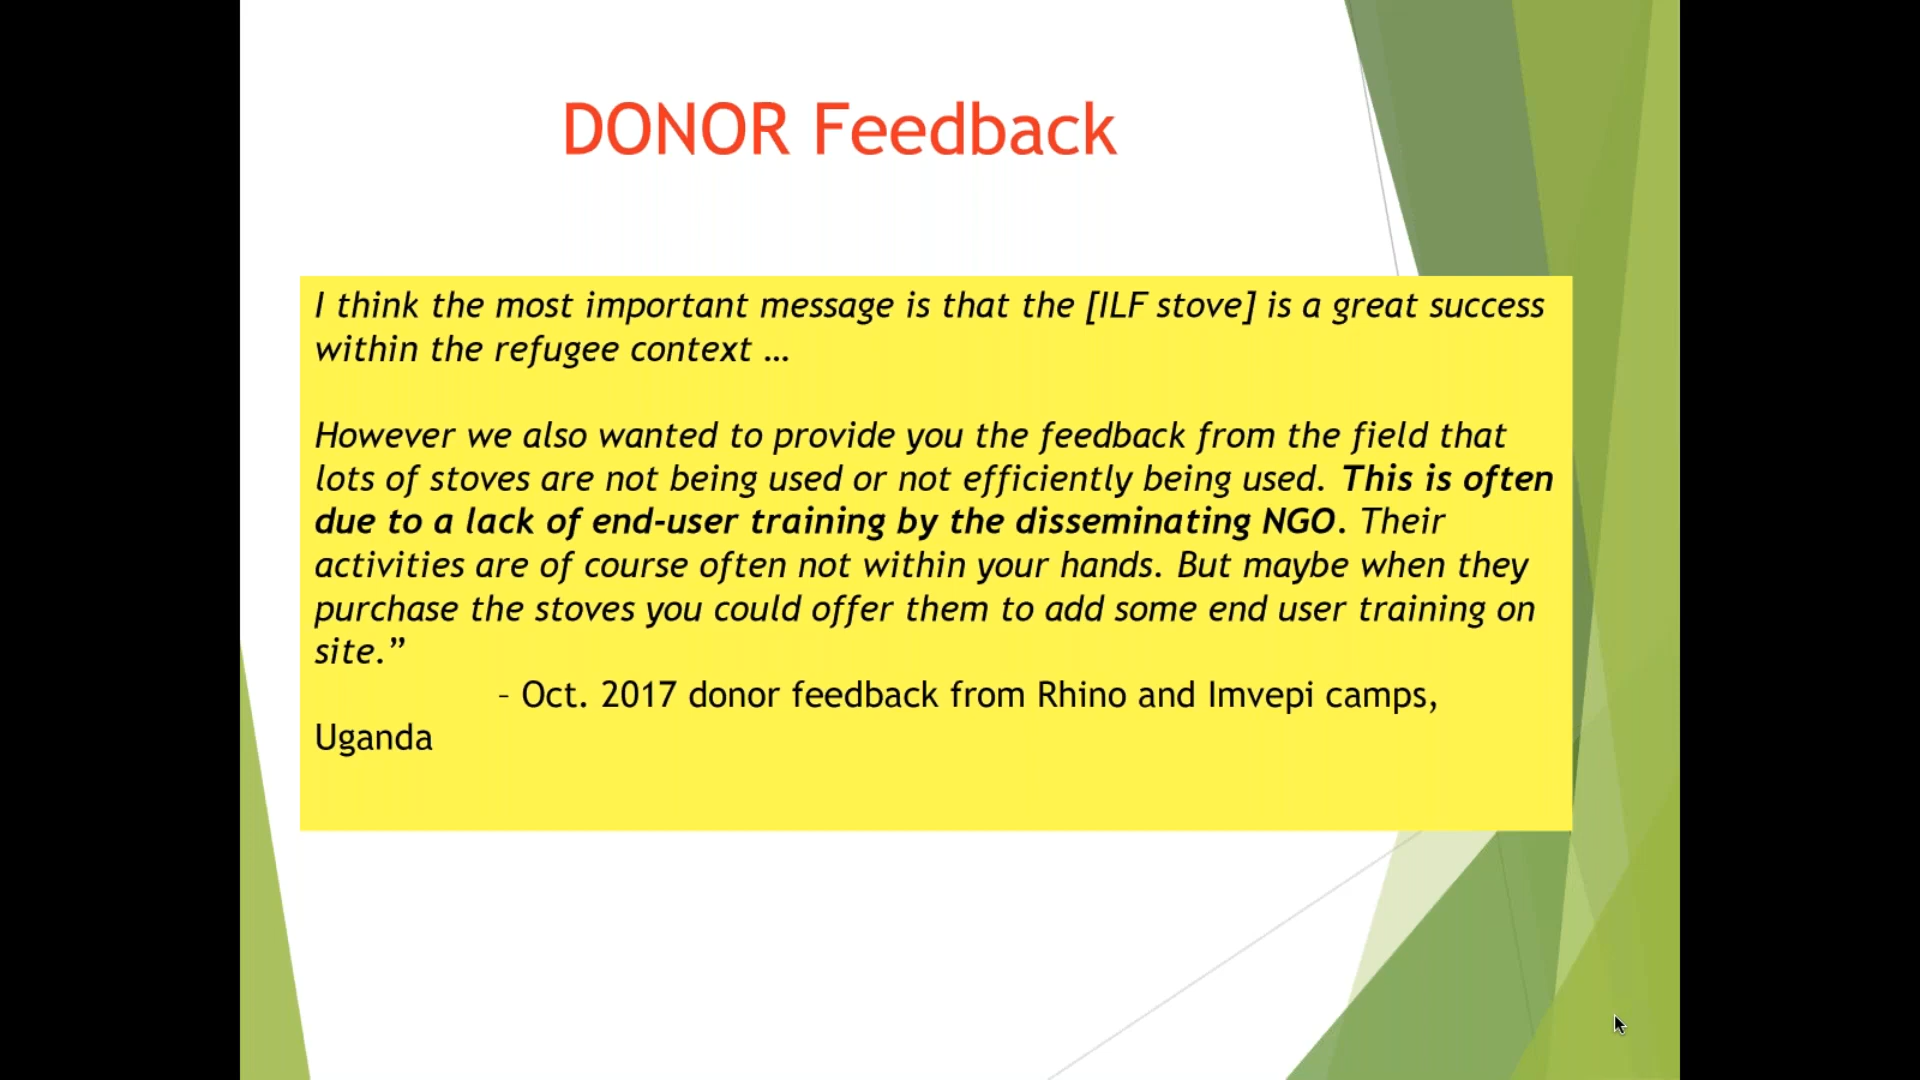 DONOR Feedback
I think the most important message is that the [ILF stove] is a great success
within the refugee context …
However we also wanted to provide you the feedback from the field that
lots of stoves are not being used or not efficiently being used. This is often
due to a lack of end-user training by the disseminating NGO. Their
activities are of course often not within your hands. But maybe when they
purchase the stoves you could offer them to add some end user training on
site.”
– Oct. 2017 donor feedback from Rhino and Imvepi camps,
Uganda